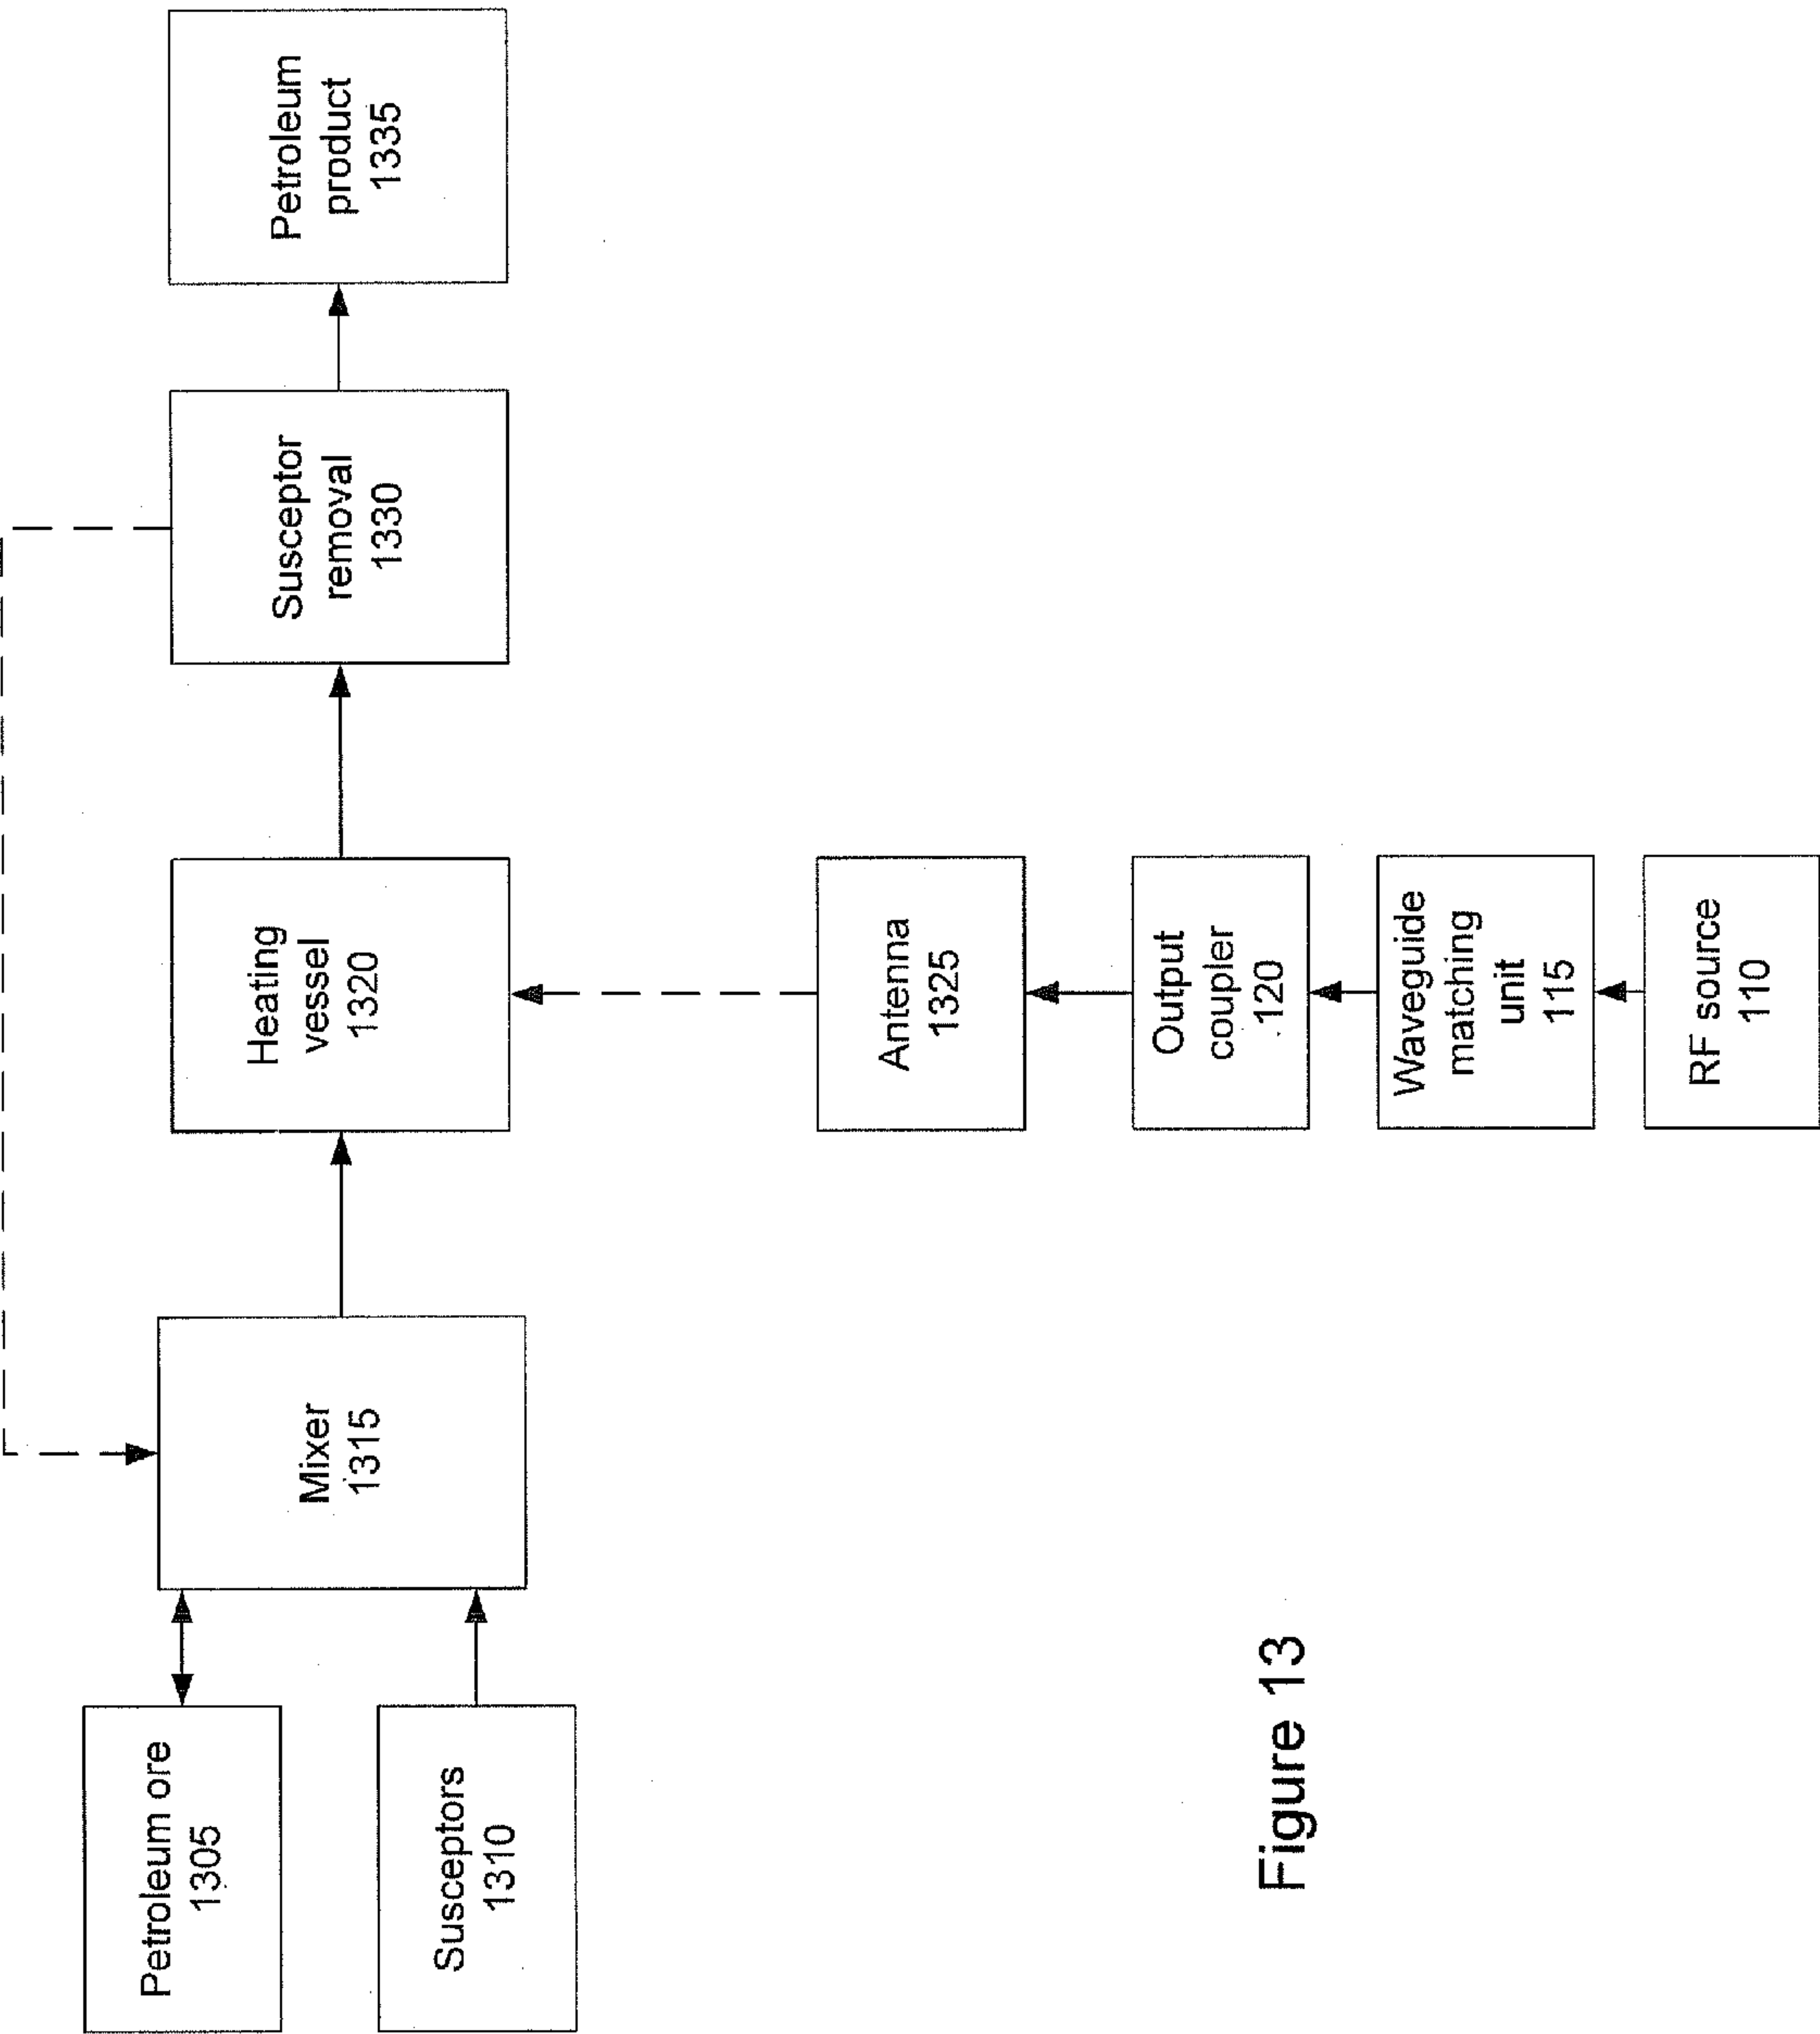 Petroleum ore
1305
Susceptors
1310
Mixer
1315
Heating
vessel
1320
Susceptor
removal
1330
Petroleum
product
1335
Antenna
1325
Output
coupler
120
Waveguide
matching
unit
115
RF source
110
Figure 13